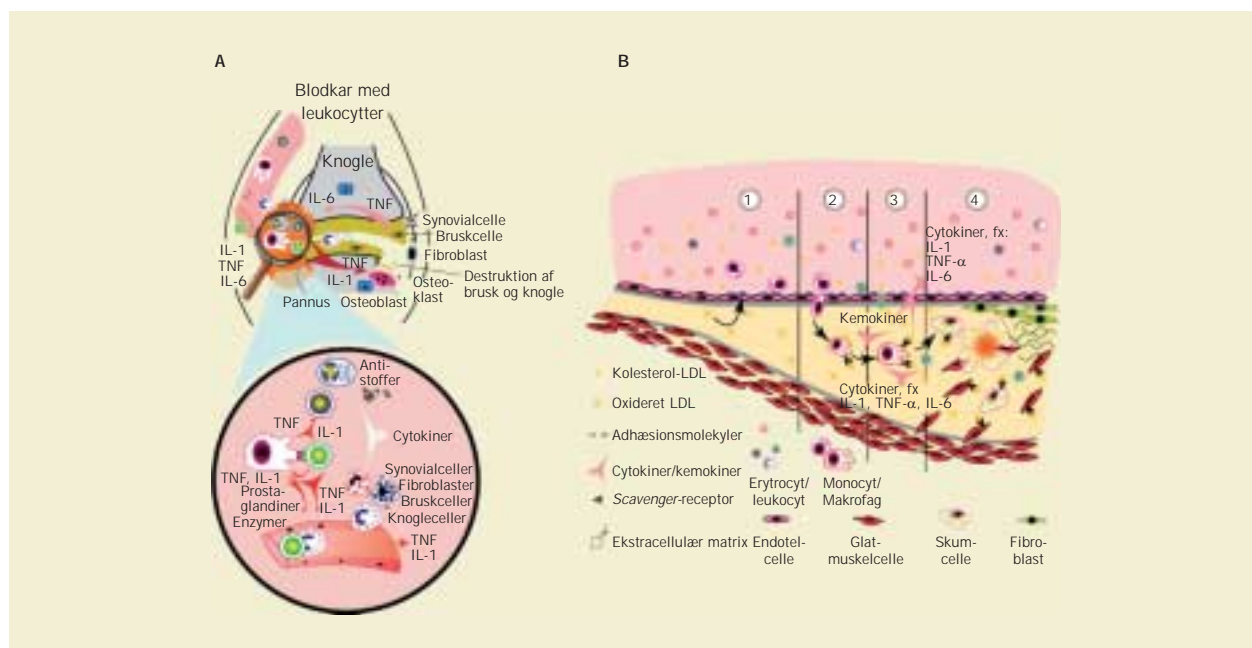 A
Blodkar med
leukocytter
Knogle
IL-6
TNF
Synovialcelle
Bruskcelle
Fibroblast
IL-1
TNF
IL-6
TNF
IL-1
Osteo-
klast
Destruktion af
brusk og knogle
Pannus
Osteoblast
Anti-
stoffer
TNF
IL-1
Cytokiner
TNF, IL-1
Prosta-
glandiner
Enzymer
TNF
IL-1
Synovialceller
Fibroblaster
Bruskceller
Knogleceller
TNF
IL-1
B
1
2
3
4
Cytokiner, fx:
IL-1
TNF-α
IL-6
Kemokiner
Cytokiner, fx
IL-1, TNF-α, IL-6
Kolesterol-LDL
Oxideret LDL
Adhæsionsmolekyler
Cytokiner/kemokiner
Scavenger-receptor
Ekstracellulær matrix
Erytrocyt/
leukocyt
Monocyt/
Makrofag
Endotel-
celle
Glat-
muskelcelle
Skum-
celle
Fibro-
blast